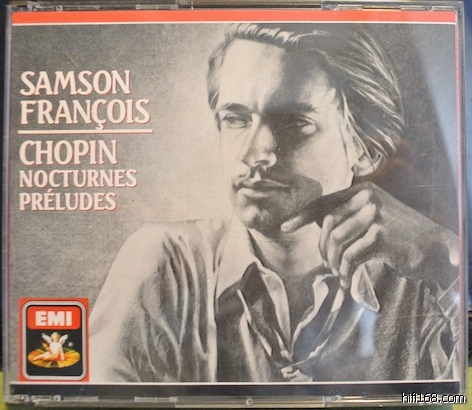 SAMSON
FRANÇOIS
CHOPIN
NOCTURNES
PRÉLUDES
EMI
hifi168.com